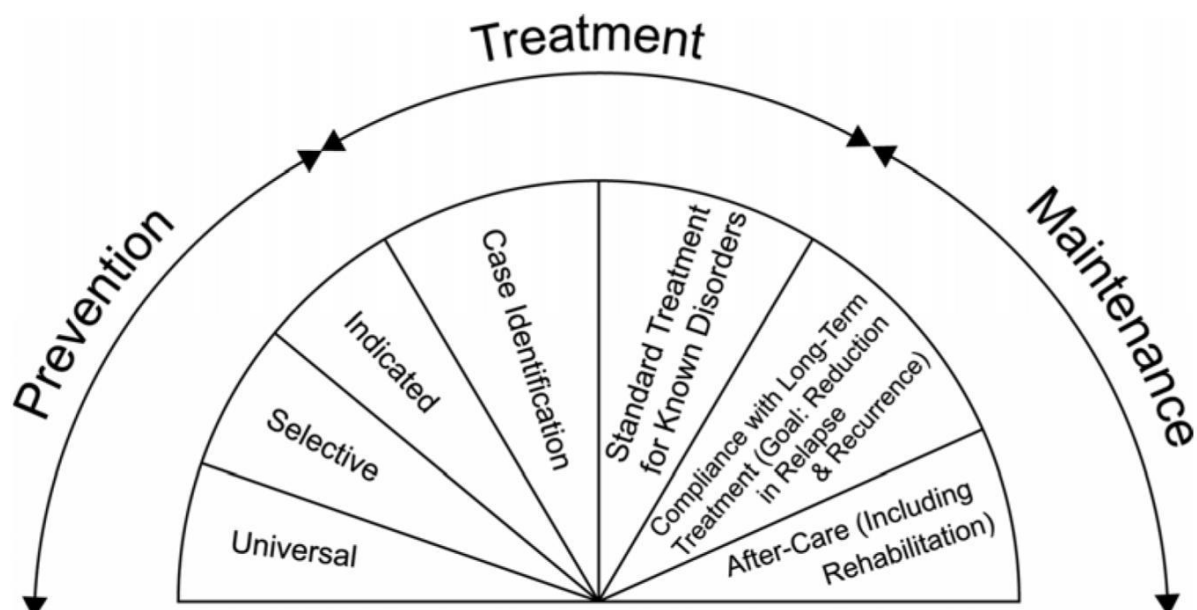 Treatment
Prevention
Maintenance
Universal
Selective
Indicated
Case Identification
Standard Treatment
for Known Disorders
Compliance with Long-Term
Treatment (Goal: Reduction
in Relapse
& Recurrence)
After-Care (Including
Rehabilitation)